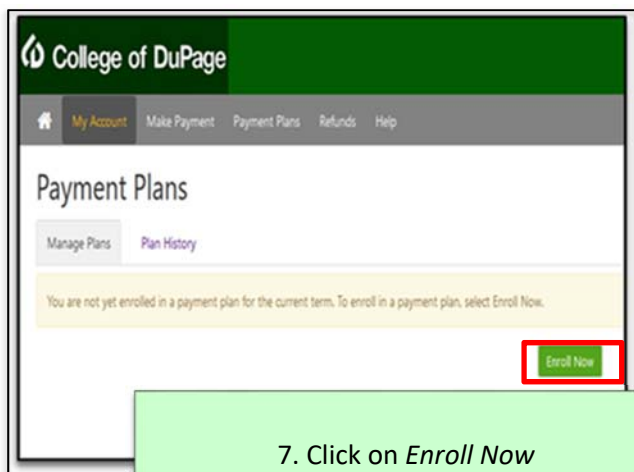 College of DuPage
My Account Make Payment Payment Plans Refunds Help
Payment Plans
Manage Plans Plan History
You are not yet enrolled in a payment plan for the current term. To enroll in a payment plan, select Enroll Now.
Enroll Now
7. Click on Enroll Now